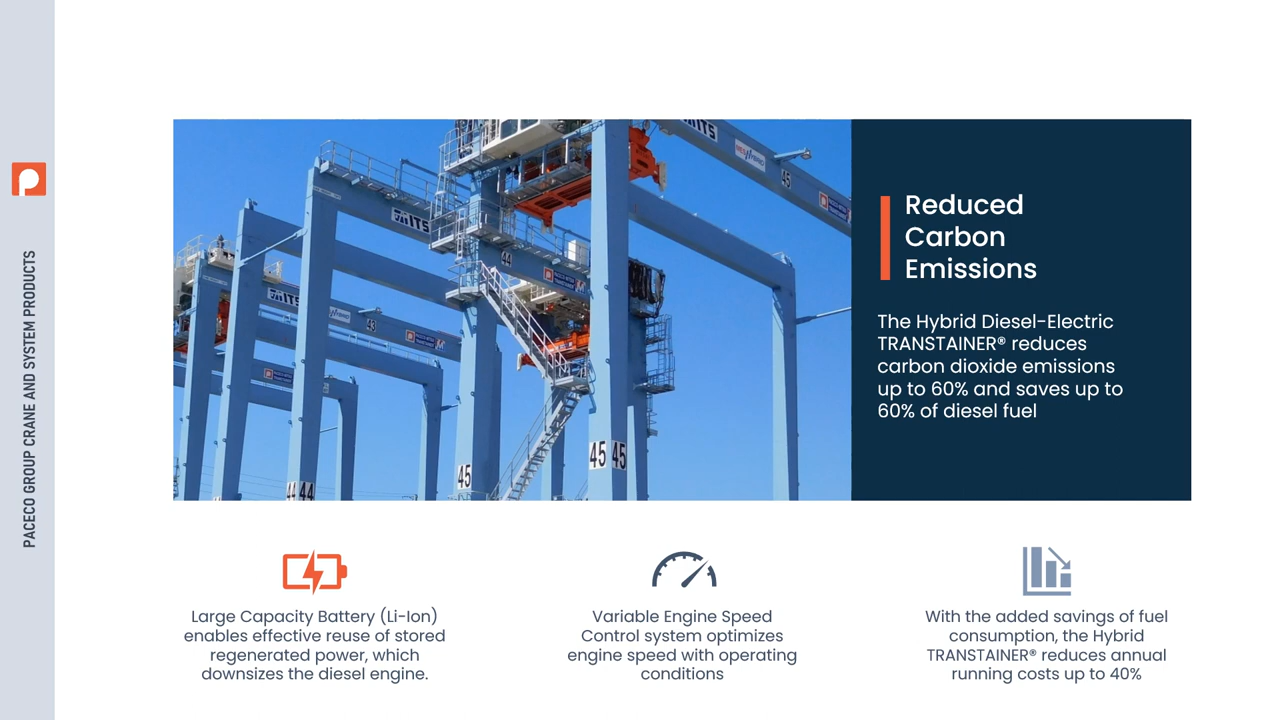 PACECO GROUP CRANE AND SYSTEM PRODUCTS
ITS
45
ITS
44
ITS
43
45
45 45
44
Reduced
Carbon
Emissions
The Hybrid Diesel-Electric
TRANSTAINER® reduces
carbon dioxide emissions
up to 60% and saves up to
60% of diesel fuel
Large Capacity Battery (Li-Ion)
enables effective reuse of stored
regenerated power, which
downsizes the diesel engine.
Variable Engine Speed
Control system optimizes
engine speed with operating
conditions
With the added savings of fuel
consumption, the Hybrid
TRANSTAINER® reduces annual
running costs up to 40%